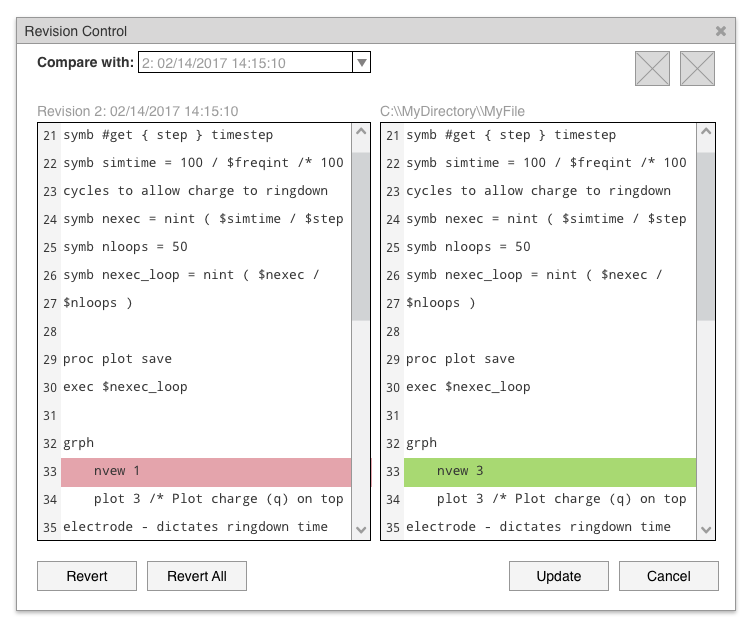 Revision Control
Compare with: 2: 02/14/2017 14:15:10
Revision 2: 02/14/2017 14:15:10
21 symb #get { step } timestep
22 symb simtime = 100 / $freqint /* 100
23 cycles to allow charge to ringdown
24 symb nexec = nint ( $simtime / $step
25 symb nloops = 50
26 symb nexec_loop = nint ( $nexec /
27 $nloops )
28
29 proc plot save
30 exec $nexec_loop
31
32 grph
33 nvew 1
34 plot 3 /* Plot charge (q) on top
35 electrode - dictates ringdown time
C:\\MyDirectory\\MyFile
21 symb #get { step } timestep
22 symb simtime = 100 / $freqint /* 100
23 cycles to allow charge to ringdown
24 symb nexec = nint ( $simtime / $step
25 symb nloops = 50
26 symb nexec_loop = nint ( $nexec /
27 $nloops )
28
29 proc plot save
30 exec $nexec_loop
31
32 grph
33 nvew 3
34 plot 3 /* Plot charge (q) on top
35 electrode - dictates ringdown time
Revert Revert All Update Cancel